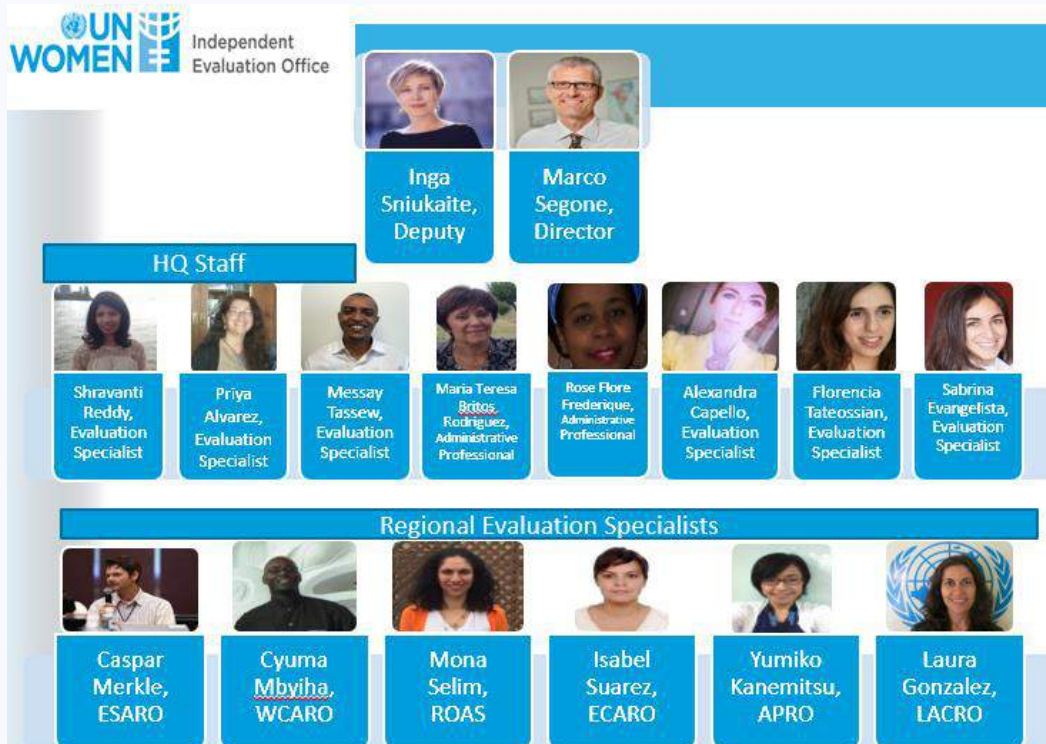 UN
WOMEN
Independent
Evaluation Office
Inga
Sniukaite,
Deputy
Marco
Segone,
Director
HQ Staff
Shravanti
Reddy,
Evaluation
Specialist
Priya
Alvarez,
Evaluation
Specialist
Messay
Tassew,
Evaluation
Specialist
Maria Teresa
Britos
Rodriguez,
Administrative
Professional
Rose Flore
Frederique,
Administrative
Professional
Alexandra
Capello,
Evaluation
Specialist
Florencia
Tateossian,
Evaluation
Specialist
Sabrina
Evangelista,
Evaluation
Specialist
Regional Evaluation Specialists
Caspar
Merkle,
ESARO
Cyuma
Mbyiha,
WCARO
Mona
Selim,
ROAS
Isabel
Suarez,
ECARO
Yumiko
Kanemitsu,
APRO
Laura
Gonzalez,
LACRO